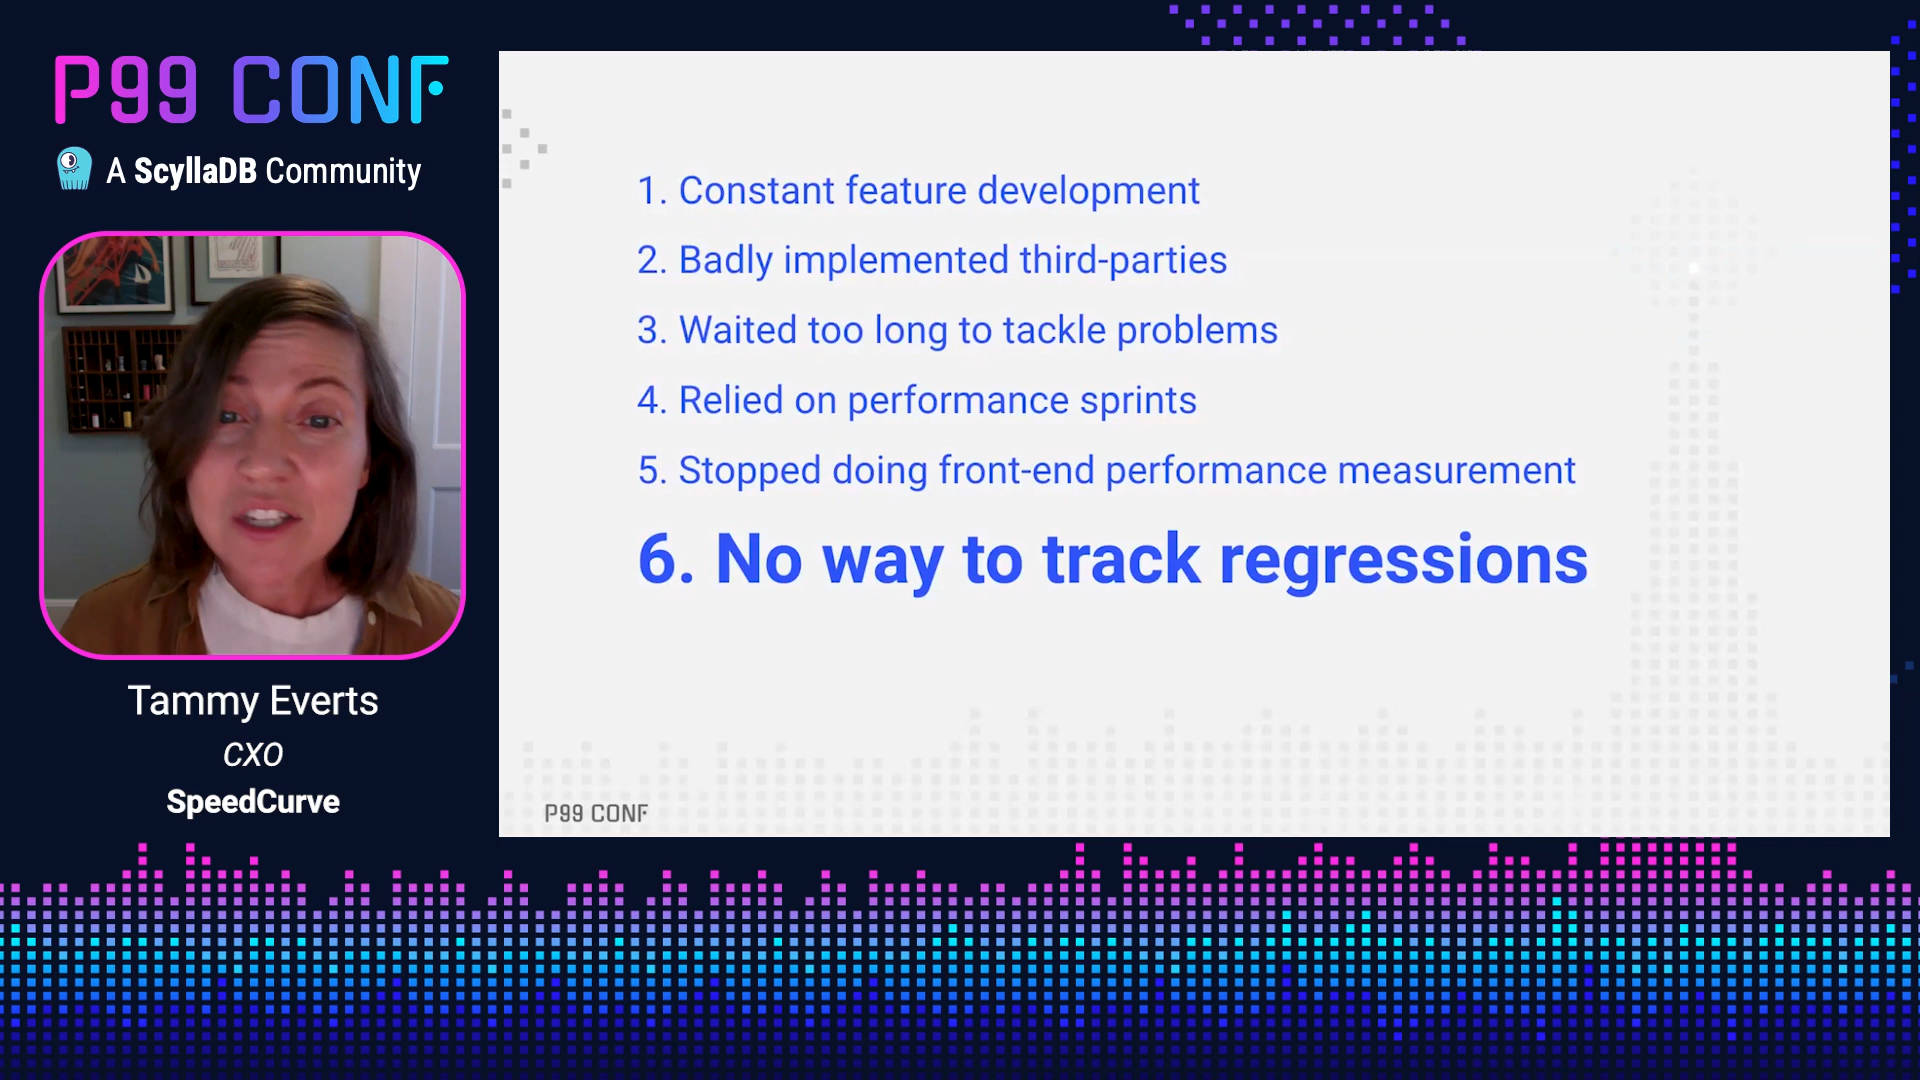 P99 CONF
A ScyllaDB Community
Tammy Everts
CXO
SpeedCurve
1. Constant feature development
2. Badly implemented third-parties
3. Waited too long to tackle problems
4. Relied on performance sprints
5. Stopped doing front-end performance measurement
6. No way to track regressions
P99 CONF